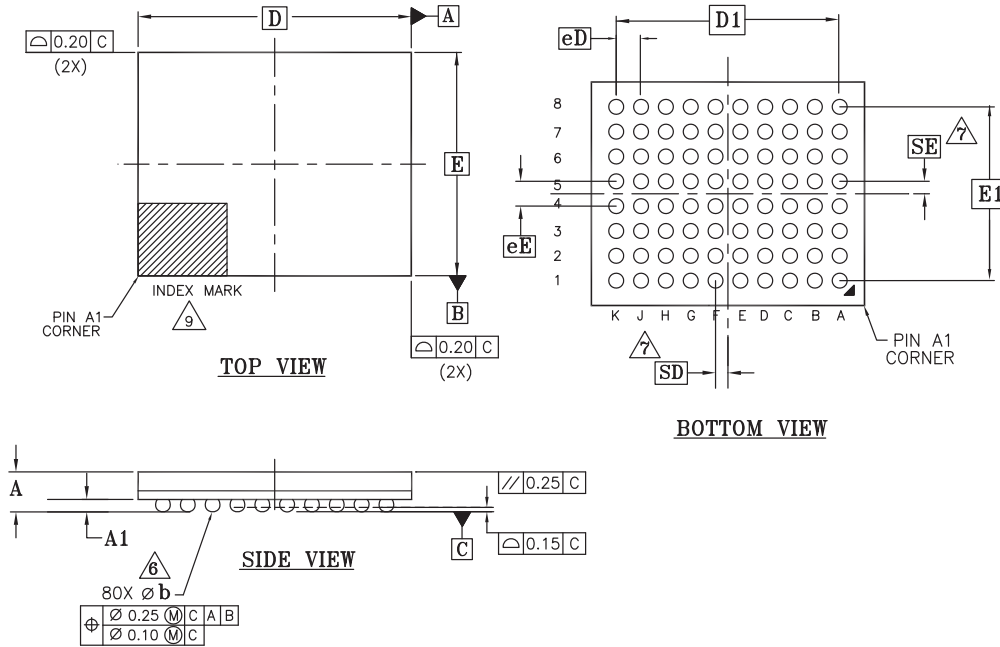 D
A
⌓ 0.20 C
(2X)
E
INDEX MARK
9
PIN A1
CORNER
B
⌓ 0.20 C
(2X)
TOP VIEW
D1
eD
8
7
6
5
4
3
2
1
7
SE
E1
eE
K J H G F E D C B A
7
SD
PIN A1
CORNER
BOTTOM VIEW
A
A1
// 0.25 C
C
⌓ 0.15 C
SIDE VIEW
6
80X Ø b
⌖ Ø 0.25 Ⓜ C A B
Ø 0.10 Ⓜ C